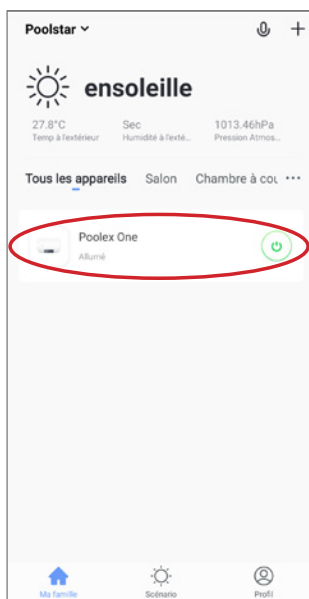 Poolstar
ensoleille
27.8°C Sec 1013.46hPa
Temp à l'extérieur Humidité à l'exté... Pression Atmos...
Tous les appareils Salon Chambre à cou ...
Poolex One
Allumé
Ma famille Scénario Profil